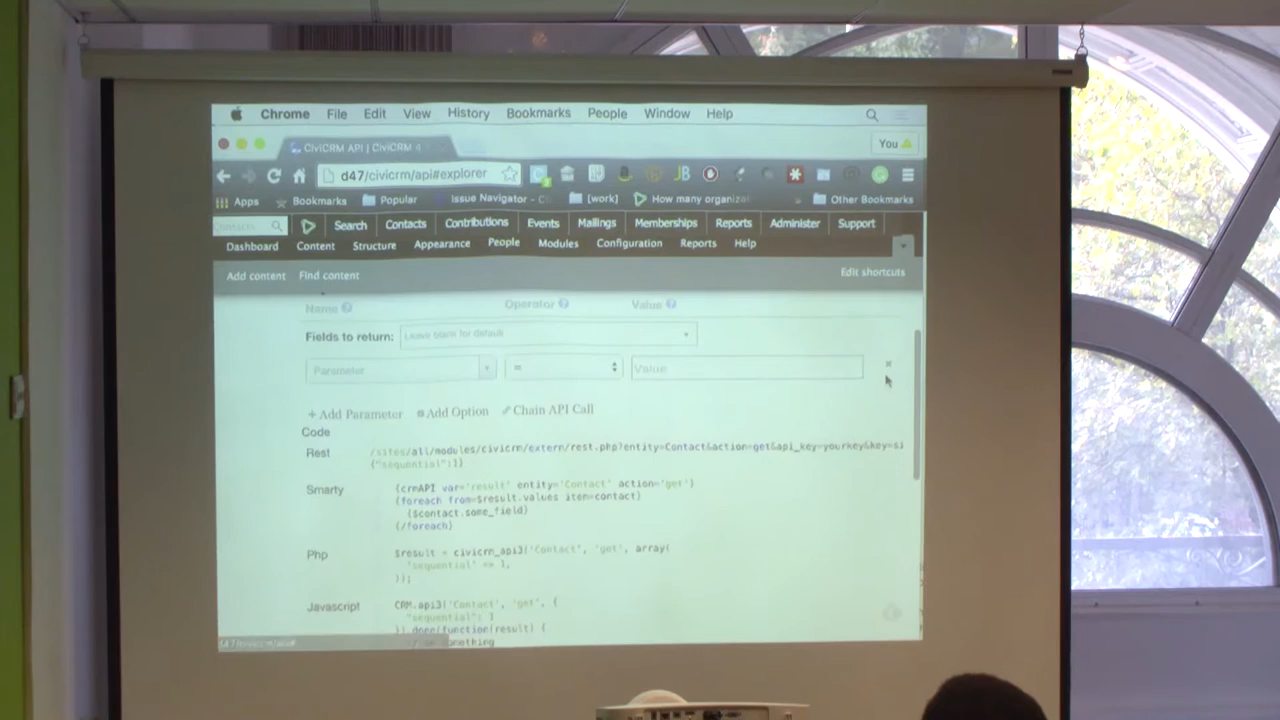 Chrome File Edit View History Bookmarks People Window Help
CiviCRM API | CiviCRM 4
You
d47/civicrm/api#explorer
JB
Apps Bookmarks Popular Issue Navigator - C [work] How many organiza Other Bookmarks
Contacts Search Contacts Contributions Events Mailings Memberships Reports Administer Support
Dashboard Content Structure Appearance People Modules Configuration Reports Help
Add content Find content Edit shortcuts
Name Operator Value
Fields to return: Leave blank for default
Parameter = Value
+ Add Parameter Add Option Chain API Call
Code
Rest /sites/all/modules/civicrm/extern/rest.php?entity=Contact&action=get&api_key=yourkey&key=si
{"sequential":1}
Smarty {crmAPI var='result' entity='Contact' action='get'}
{foreach from=$result.values item=contact}
{$contact.some_field}
{/foreach}
Php $result = civicrm_api3('Contact', 'get', array(
'sequential' => 1,
));
Javascript CRM.api3('Contact', 'get', {
"sequential": 1
}).done(function(result) {